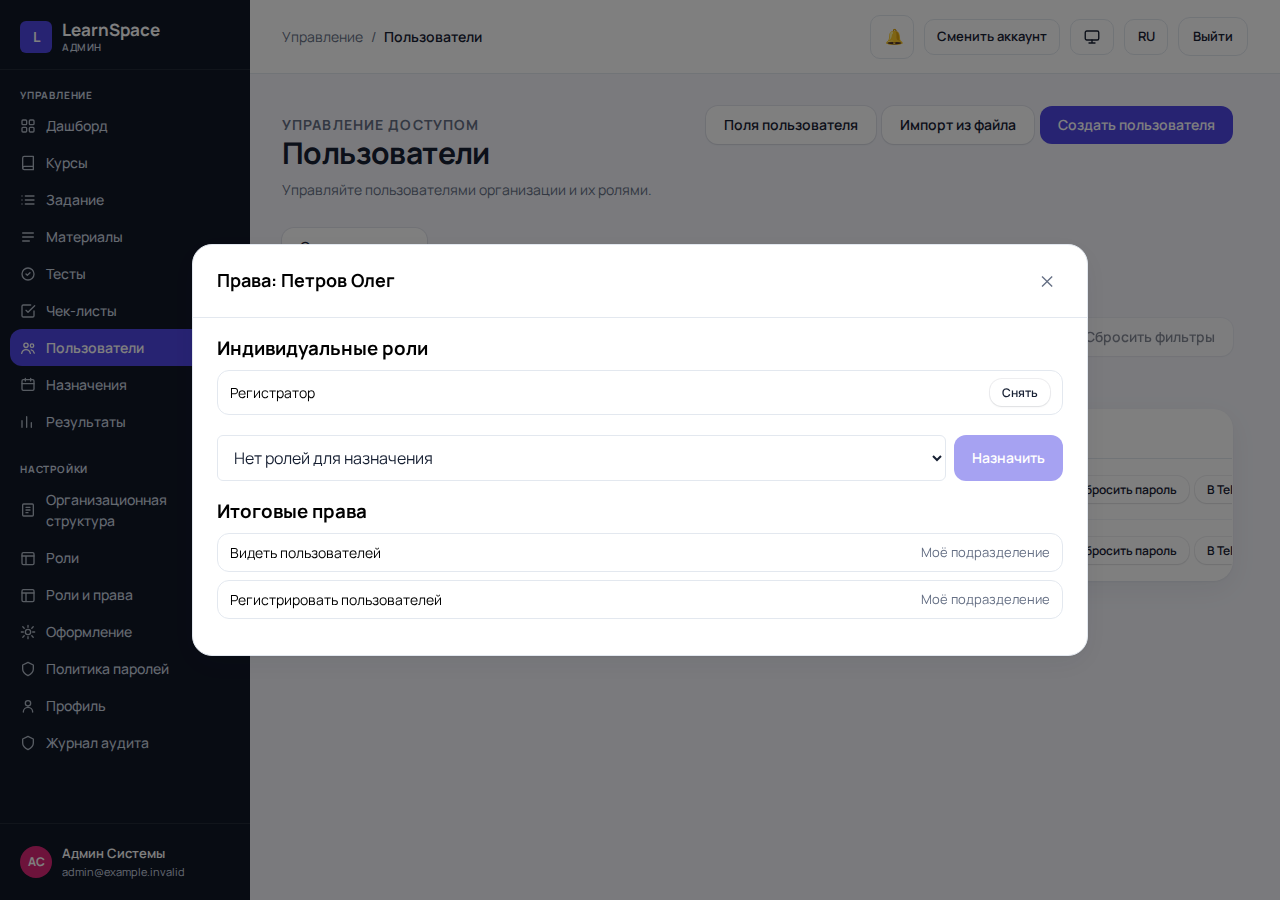 L
LearnSpace
АДМИН
УПРАВЛЕНИЕ
Дашборд
Курсы
Задание
Материалы
Тесты
Чек-листы
Пользователи
Назначения
Результаты
НАСТРОЙКИ
Организационная
структура
Роли
Роли и права
Оформление
Политика паролей
Профиль
Журнал аудита
АС
Админ Системы
admin@example.invalid
Управление / Пользователи
Сменить аккаунт
RU
Выйти
УПРАВЛЕНИЕ ДОСТУПОМ
Пользователи
Управляйте пользователями организации и их ролями.
Поля пользователя
Импорт из файла
Создать пользователя
Сбросить фильтры
бросить пароль
В Tel
бросить пароль
В Tel
Права: Петров Олег
Индивидуальные роли
Регистратор
Снять
Нет ролей для назначения
Назначить
Итоговые права
Видеть пользователей
Моё подразделение
Регистрировать пользователей
Моё подразделение